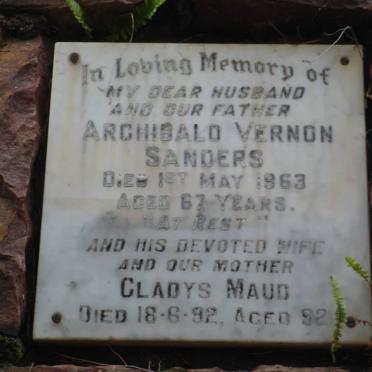 In Loving Memory of
MY DEAR HUSBAND
AND OUR FATHER
ARCHIBALD VERNON
SANDERS
DIED 1ST MAY 1963
AGED 67 YEARS.
"AT REST"
AND HIS DEVOTED WIFE
AND OUR MOTHER
GLADYS MAUD
DIED 18-6-92, AGED 92